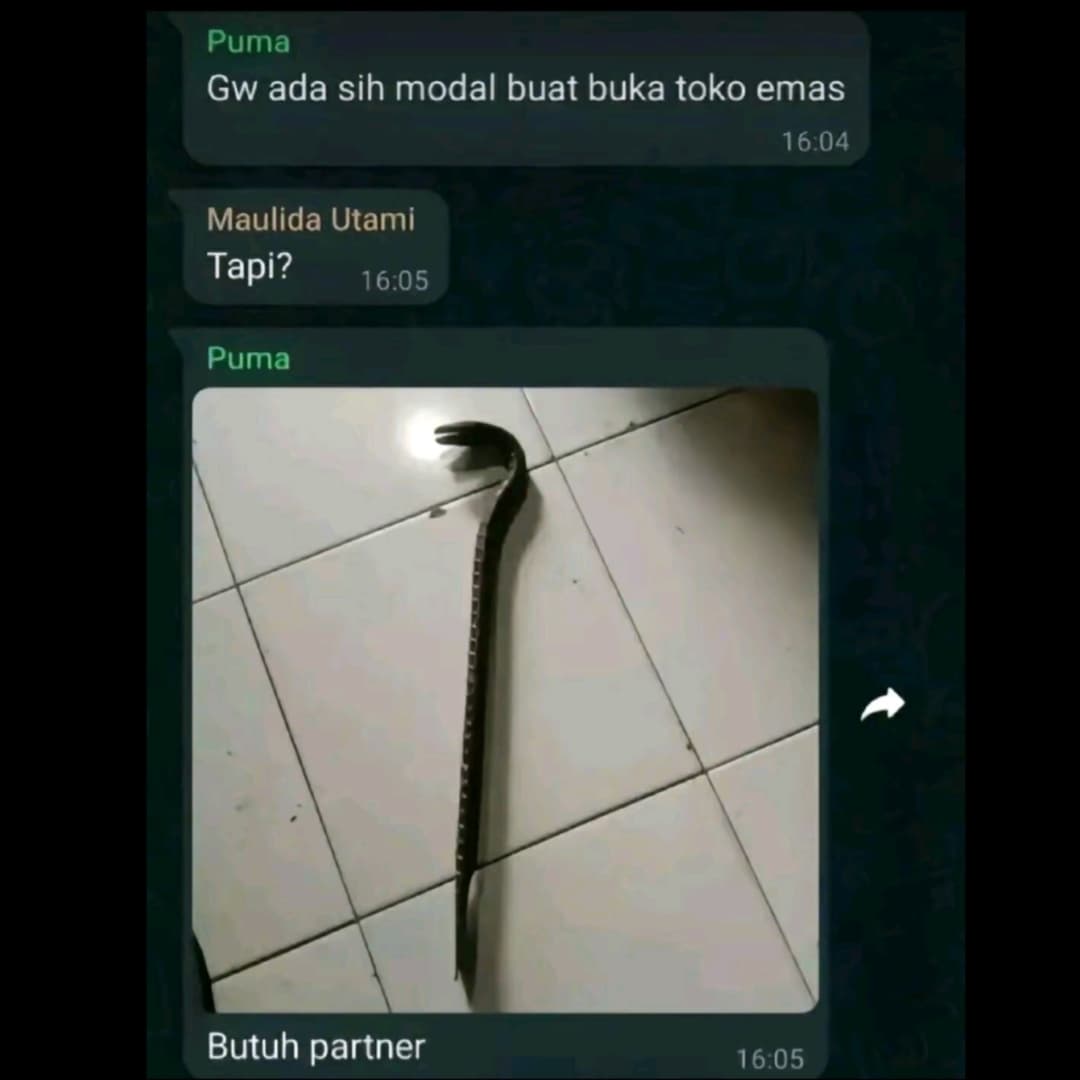 Puma
Gw ada sih modal buat buka toko emas
16:04
Maulida Utami
Tapi?
16:05
Puma
Butuh partner
16:05